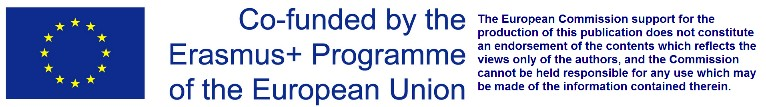 Co-funded by the
Erasmus+ Programme
of the European Union
The European Commission support for the
production of this publication does not constitute
an endorsement of the contents which reflects the
views only of the authors, and the Commission
cannot be held responsible for any use which may
be made of the information contained therein.